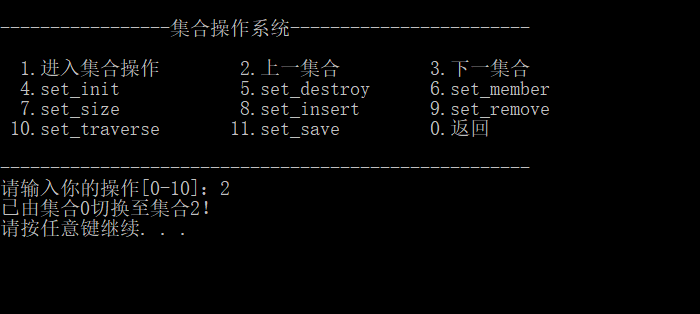 -----------------集合操作系统------------------------
1.进入集合操作 2.上一集合 3.下一集合
4.set_init 5.set_destroy 6.set_member
7.set_size 8.set_insert 9.set_remove
10.set_traverse 11.set_save 0.返回
-----------------------------------------------------
请输入你的操作[0-10]：2
已由集合0切换至集合2！
请按任意键继续. . .